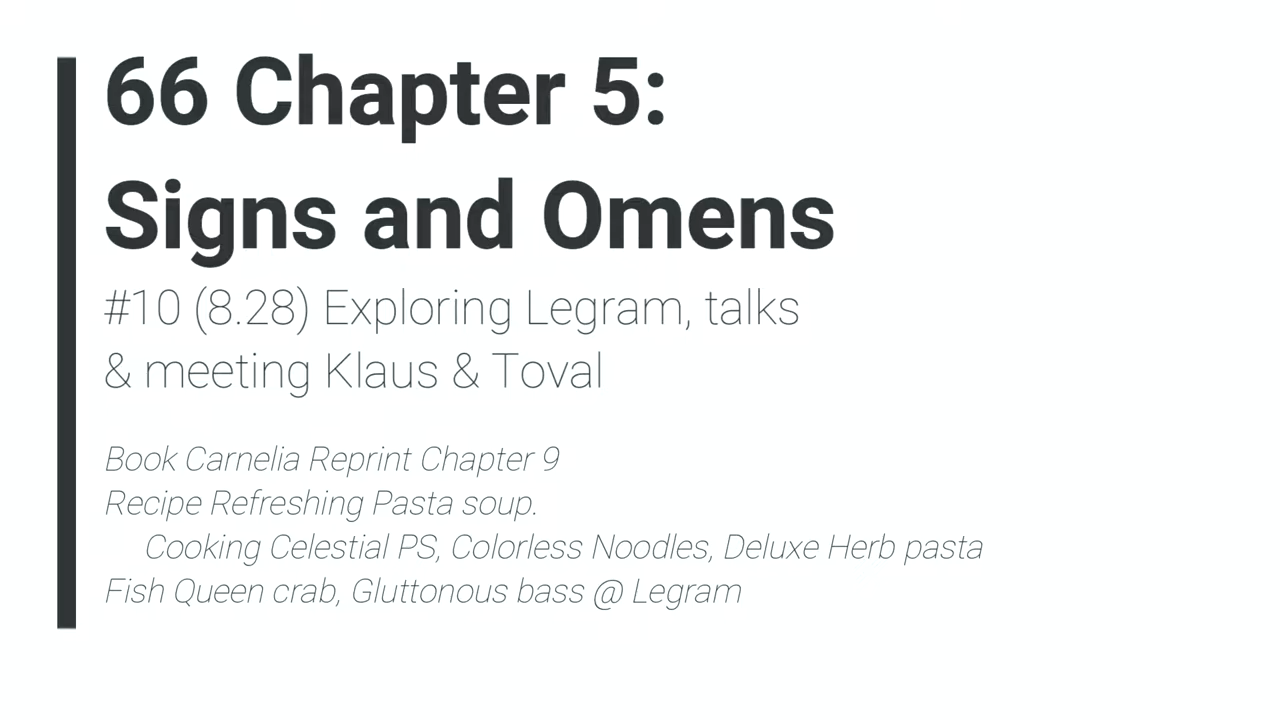 66 Chapter 5:
Signs and Omens
#10 (8.28) Exploring Legram, talks
& meeting Klaus & Toval
Book Carnelia Reprint Chapter 9
Recipe Refreshing Pasta soup.
Cooking Celestial PS, Colorless Noodles, Deluxe Herb pasta
Fish Queen crab, Gluttonous bass @ Legram